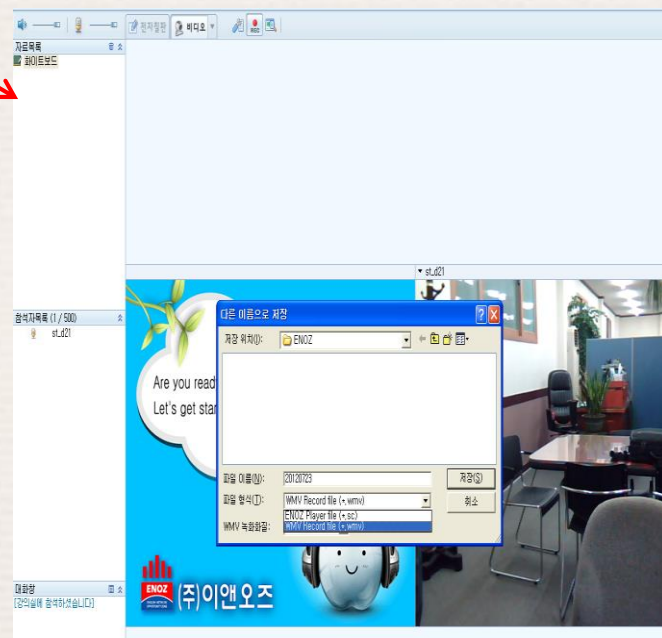 전자칠판 비디오 REC
자료목록
화이트보드
st_d21
참석자목록 (1 / 500)
st_d21
다른 이름으로 저장
저장 위치(I): ENOZ
Are you read
Let's get star
파일 이름(N): 20120723 저장(S)
파일 형식(T): WMV Record file (*.wmv) 취소
ENOZ Player file (*.sc)
WMV Record file (*.wmv)
WMV 녹화화질:
ENOZ
(주)이앤오즈
대화창
[강의실에 참석하셨습니다]